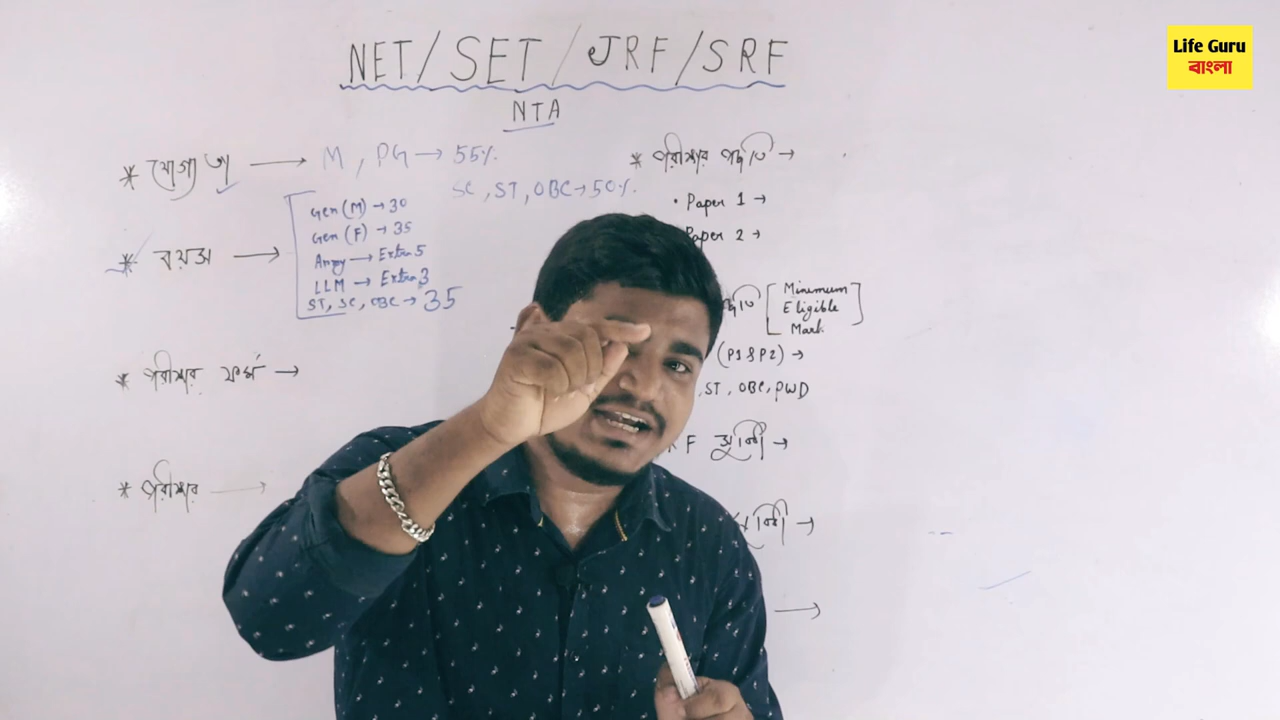 NET/SET/JRF/SRF
NTA
Life Guru
বাংলা
* যোগ্যতা → M, PG → 55%.
SC, ST, OBC → 50%.
* বয়স →
Gen (M) → 30
Gen (F) → 35
Army → Extra 5
LLM → Extra 3
ST, SC, OBC → 35
* পরীক্ষার ফর্ম →
* পরীক্ষার →
* পরীক্ষার পদ্ধতি →
• Paper 1 →
Paper 2 →
[Minimum
Eligible
Mark]
(P1 & P2) →
, ST, OBC, PWD